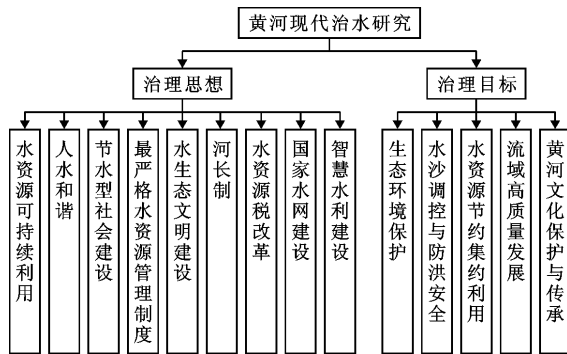 黄河现代治水研究
治理思想
治理目标
水资源可持续利用
人水和谐
节水型社会建设
最严格水资源管理制度
水生态文明建设
河长制
水资源税改革
国家水网建设
智慧水利建设
生态环境保护
水沙调控与防洪安全
水资源节约集约利用
流域高质量发展
黄河文化保护与传承